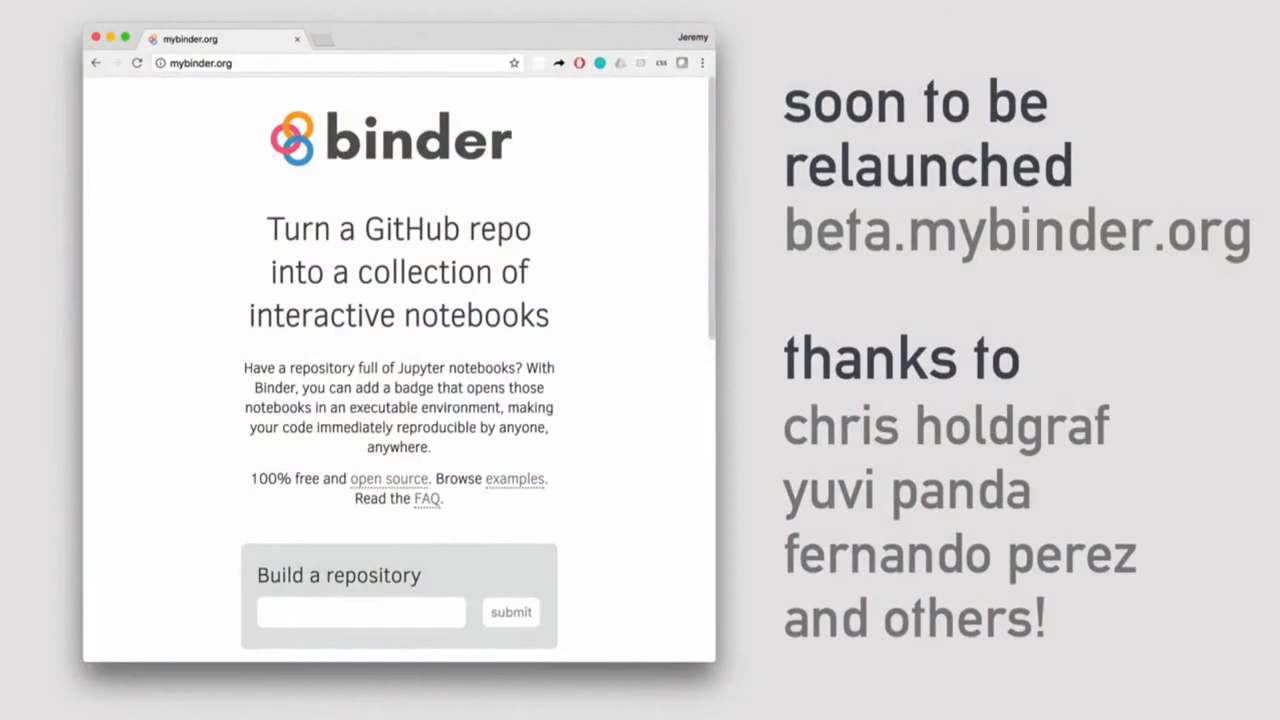 mybinder.org
Jeremy
mybinder.org
css
binder
Turn a GitHub repo
into a collection of
interactive notebooks
Have a repository full of Jupyter notebooks? With
Binder, you can add a badge that opens those
notebooks in an executable environment, making
your code immediately reproducible by anyone,
anywhere.
100% free and open source. Browse examples.
Read the FAQ.
Build a repository
submit
soon to be
relaunched
beta.mybinder.org
thanks to
chris holdgraf
yuvi panda
fernando perez
and others!